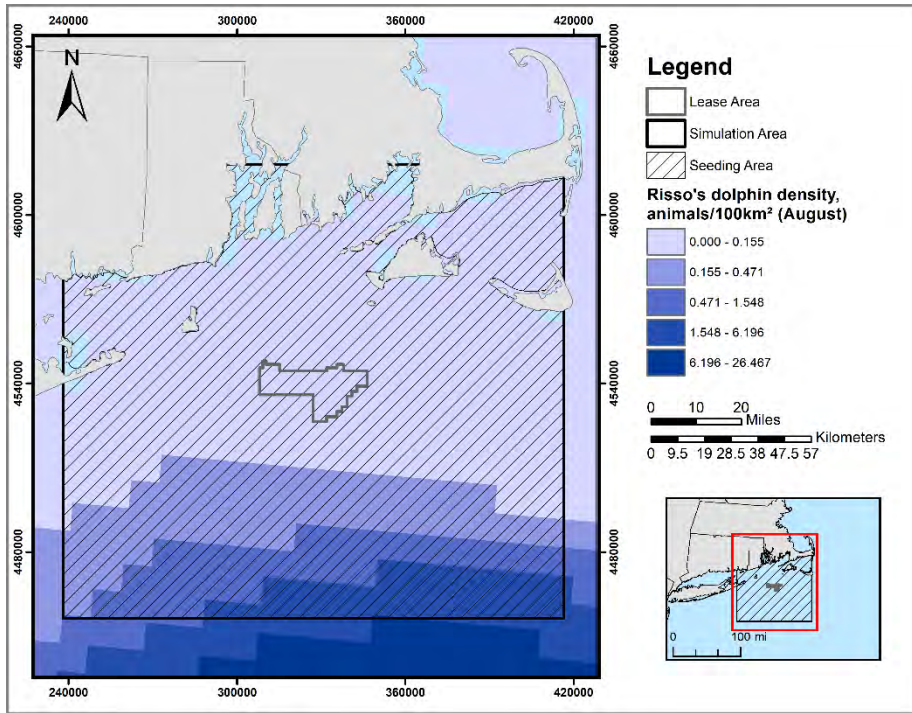 240000 300000 360000 420000
4660000
4600000
4540000
4480000
N
4660000
4600000
4540000
4480000
240000 300000 360000 420000
Legend
Lease Area
Simulation Area
Seeding Area
Risso's dolphin density,
animals/100km² (August)
0.000 - 0.155
0.155 - 0.471
0.471 - 1.548
1.548 - 6.196
6.196 - 26.467
0 10 20
Miles
Kilometers
0 9.5 19 28.5 38 47.5 57
0 100 mi